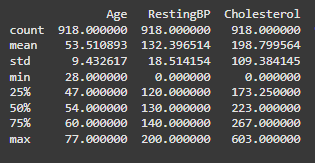 Age RestingBP Cholesterol
count 918.000000 918.000000 918.000000
mean 53.510893 132.396514 198.799564
std 9.432617 18.514154 109.384145
min 28.000000 0.000000 0.000000
25% 47.000000 120.000000 173.250000
50% 54.000000 130.000000 223.000000
75% 60.000000 140.000000 267.000000
max 77.000000 200.000000 603.000000